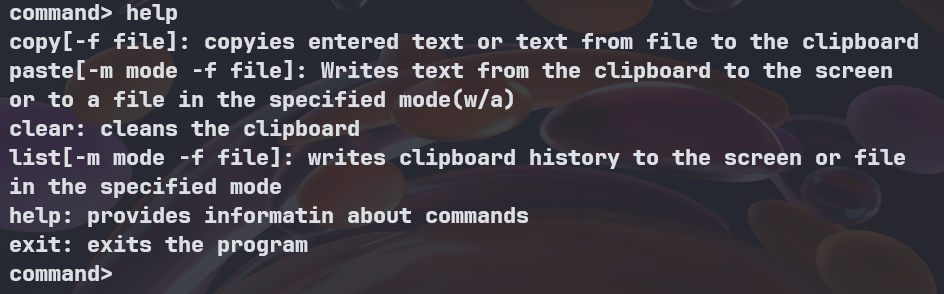 command> help
copy[-f file]: copyies entered text or text from file to the clipboard
paste[-m mode -f file]: Writes text from the clipboard to the screen
or to a file in the specified mode(w/a)
clear: cleans the clipboard
list[-m mode -f file]: writes clipboard history to the screen or file
in the specified mode
help: provides informatin about commands
exit: exits the program
command>